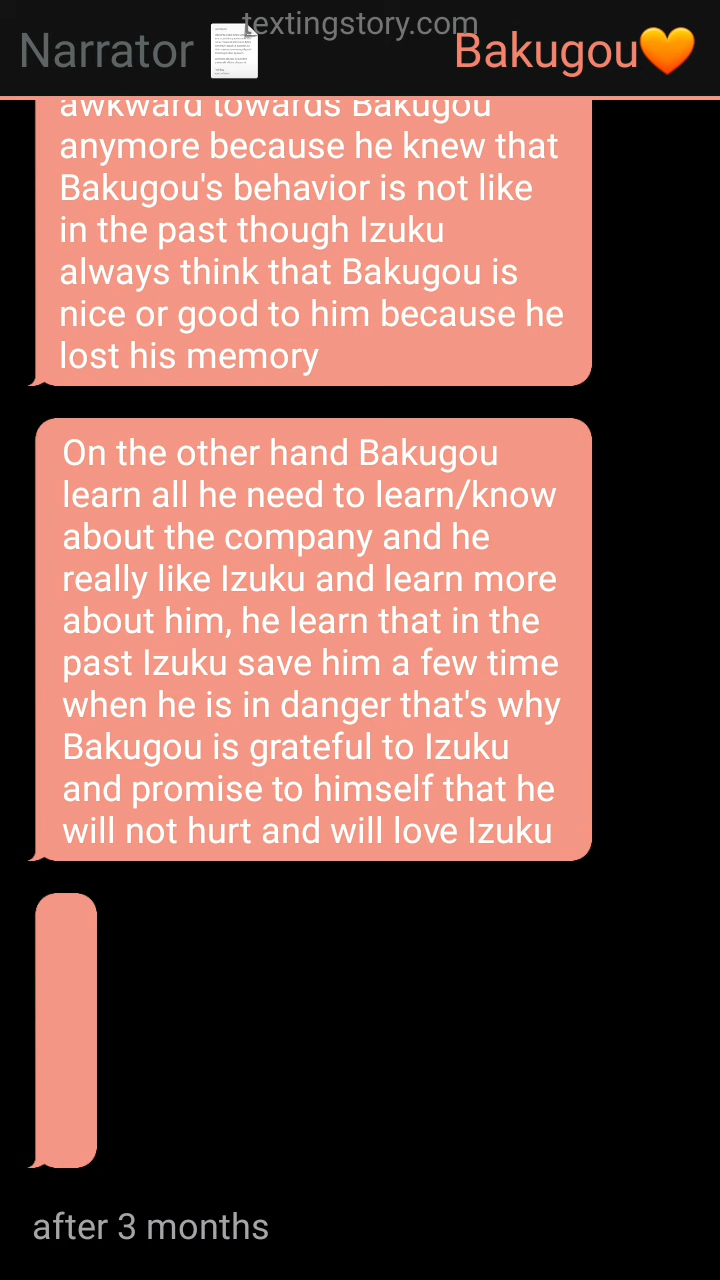 textingstory.com
Narrator Bakugou🧡
awkward towards Bakugou
anymore because he knew that
Bakugou's behavior is not like
in the past though Izuku
always think that Bakugou is
nice or good to him because he
lost his memory
On the other hand Bakugou
learn all he need to learn/know
about the company and he
really like Izuku and learn more
about him, he learn that in the
past Izuku save him a few time
when he is in danger that's why
Bakugou is grateful to Izuku
and promise to himself that he
will not hurt and will love Izuku
after 3 months